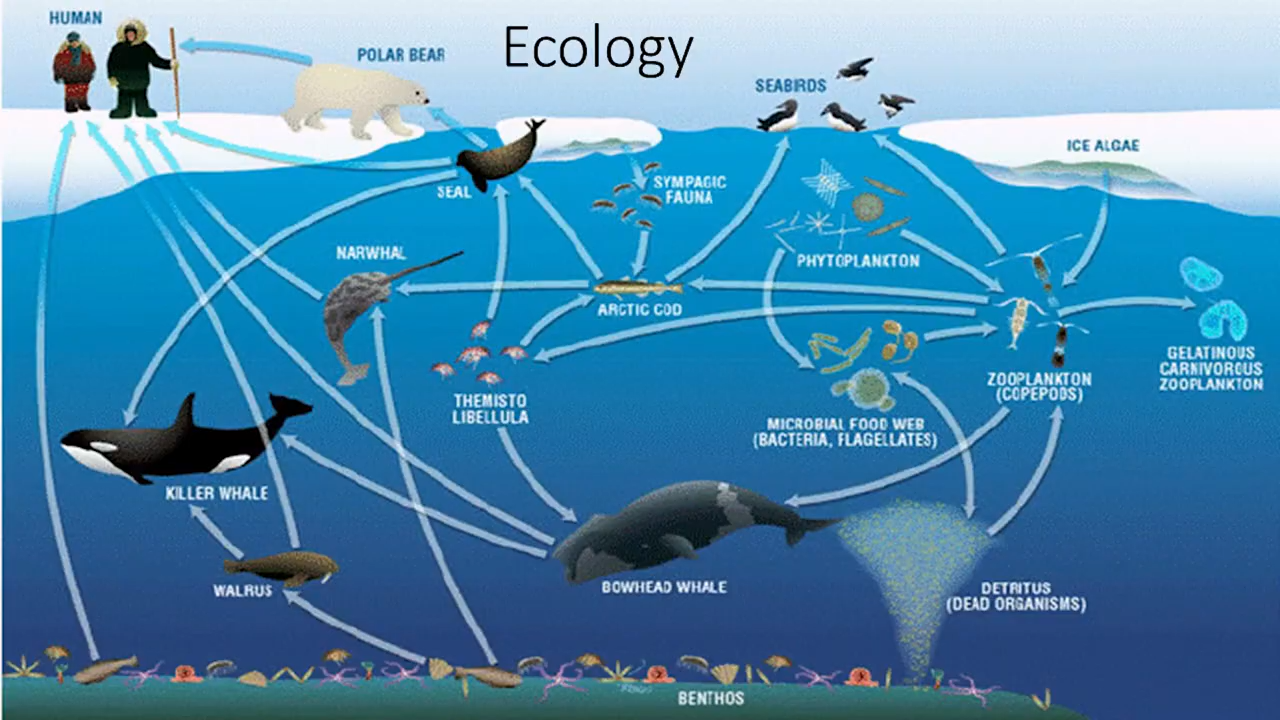 HUMAN
Ecology
POLAR BEAR
SEABIRDS
ICE ALGAE
SEAL
SYMPAGIC
FAUNA
NARWHAL
PHYTOPLANKTON
ARCTIC COD
GELATINOUS
CARNIVOROUS
ZOOPLANKTON
ZOOPLANKTON
(COPEPODS)
THEMISTO
LIBELLULA
MICROBIAL FOOD WEB
(BACTERIA, FLAGELLATES)
KILLER WHALE
WALRUS
BOWHEAD WHALE
DETRITUS
(DEAD ORGANISMS)
BENTHOS